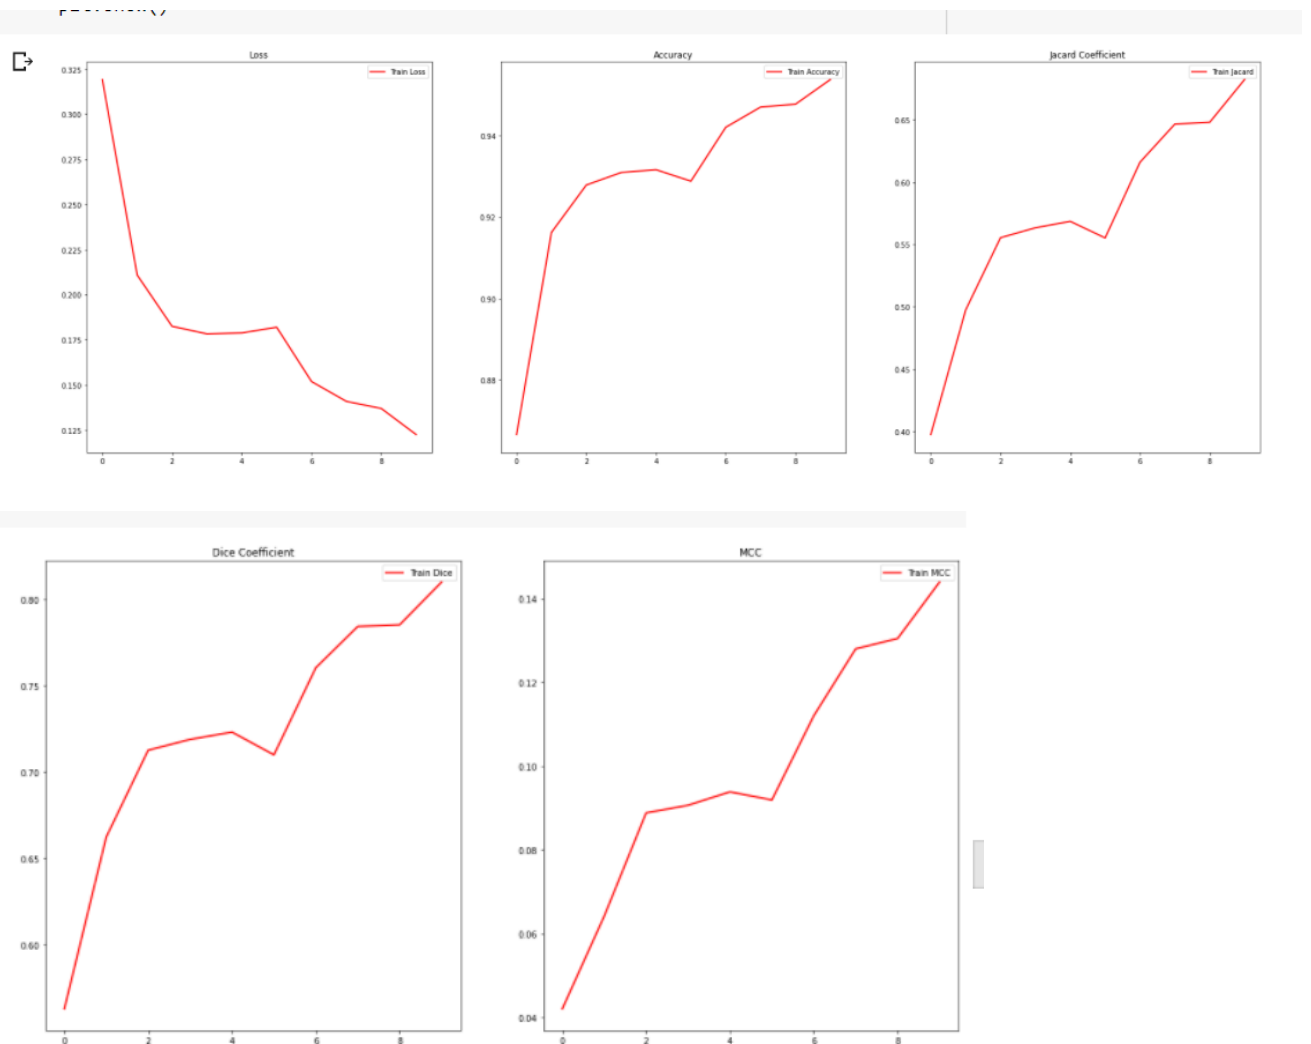 Loss
Train Loss
0.325
0.300
0.275
0.250
0.225
0.200
0.175
0.150
0.125
0 2 4 6 8
Accuracy
Train Accuracy
0.94
0.92
0.90
0.88
0 2 4 6 8
Jacard Coefficient
Train Jacard
0.65
0.60
0.55
0.50
0.45
0.40
0 2 4 6 8
Dice Coefficient
Train Dice
0.80
0.75
0.70
0.65
0.60
0 2 4 6 8
MCC
Train MCC
0.14
0.12
0.10
0.08
0.06
0.04
0 2 4 6 8